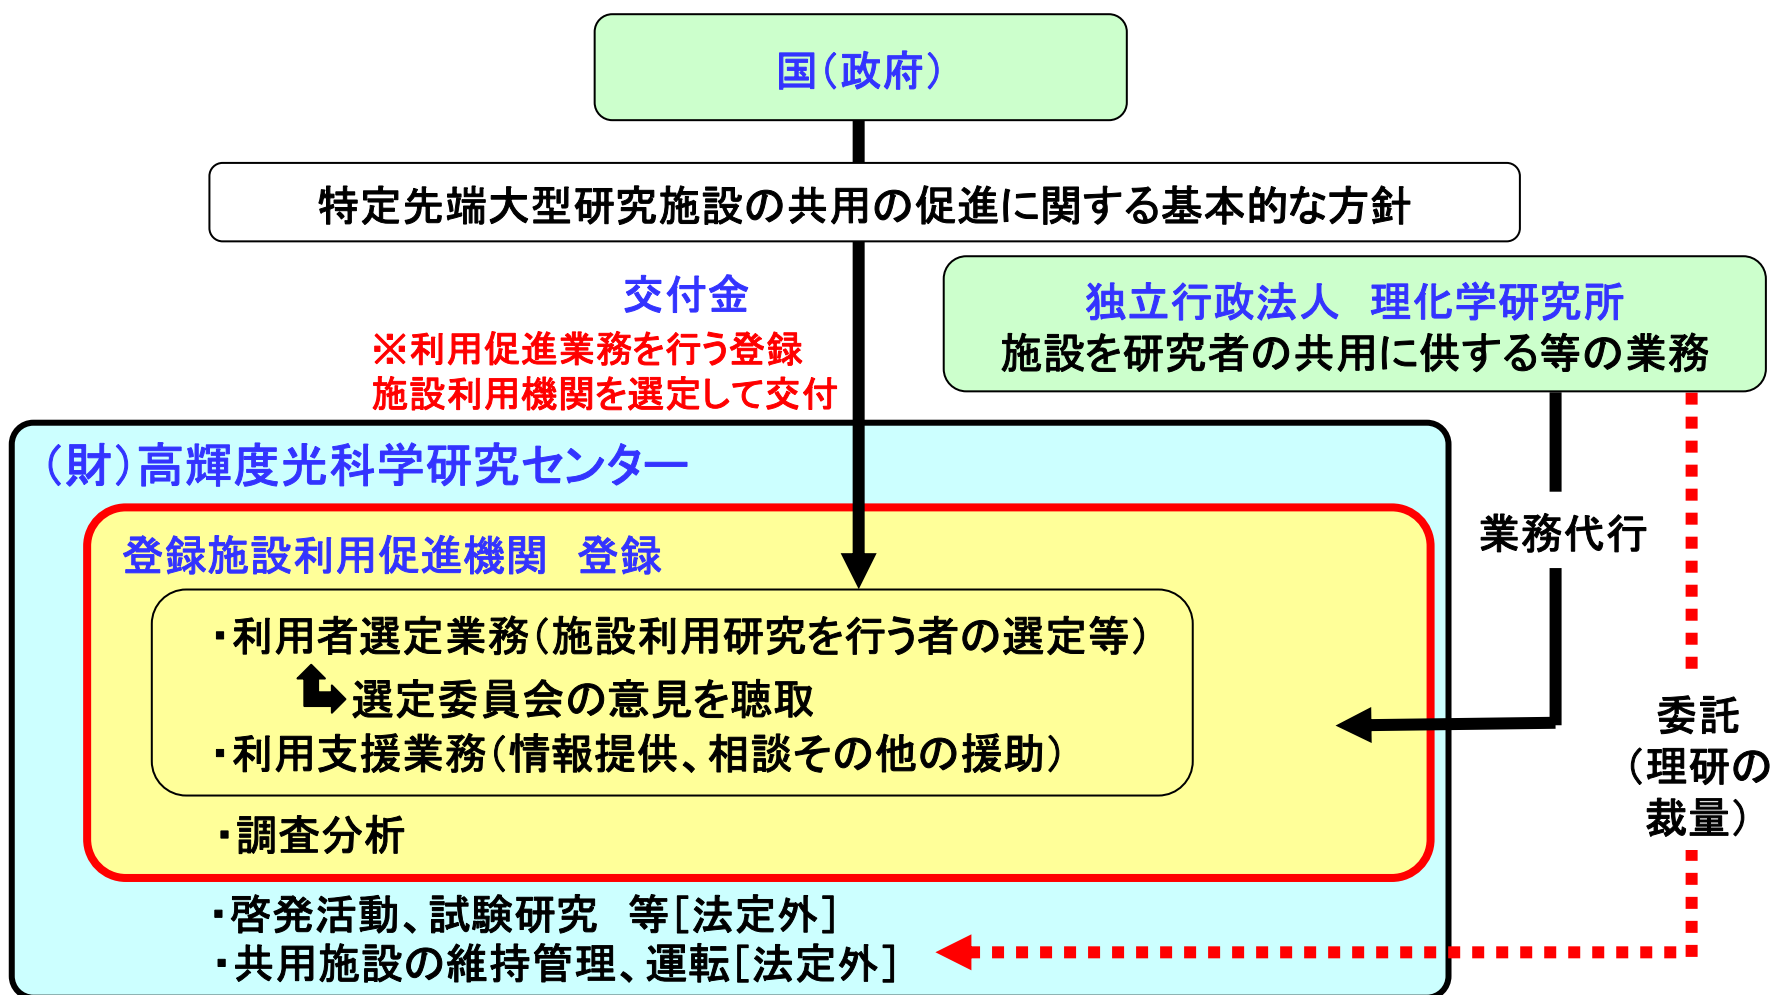 国（政府）
特定先端大型研究施設の共用の促進に関する基本的な方針
交付金
※利用促進業務を行う登録
施設利用機関を選定して交付
独立行政法人　理化学研究所
施設を研究者の共用に供する等の業務
（財）高輝度光科学研究センター
登録施設利用促進機関　登録
・利用者選定業務（施設利用研究を行う者の選定等）
選定委員会の意見を聴取
・利用支援業務（情報提供、相談その他の援助）
・調査分析
・啓発活動、試験研究　等［法定外］
・共用施設の維持管理、運転［法定外］
業務代行
委託
（理研の
裁量）